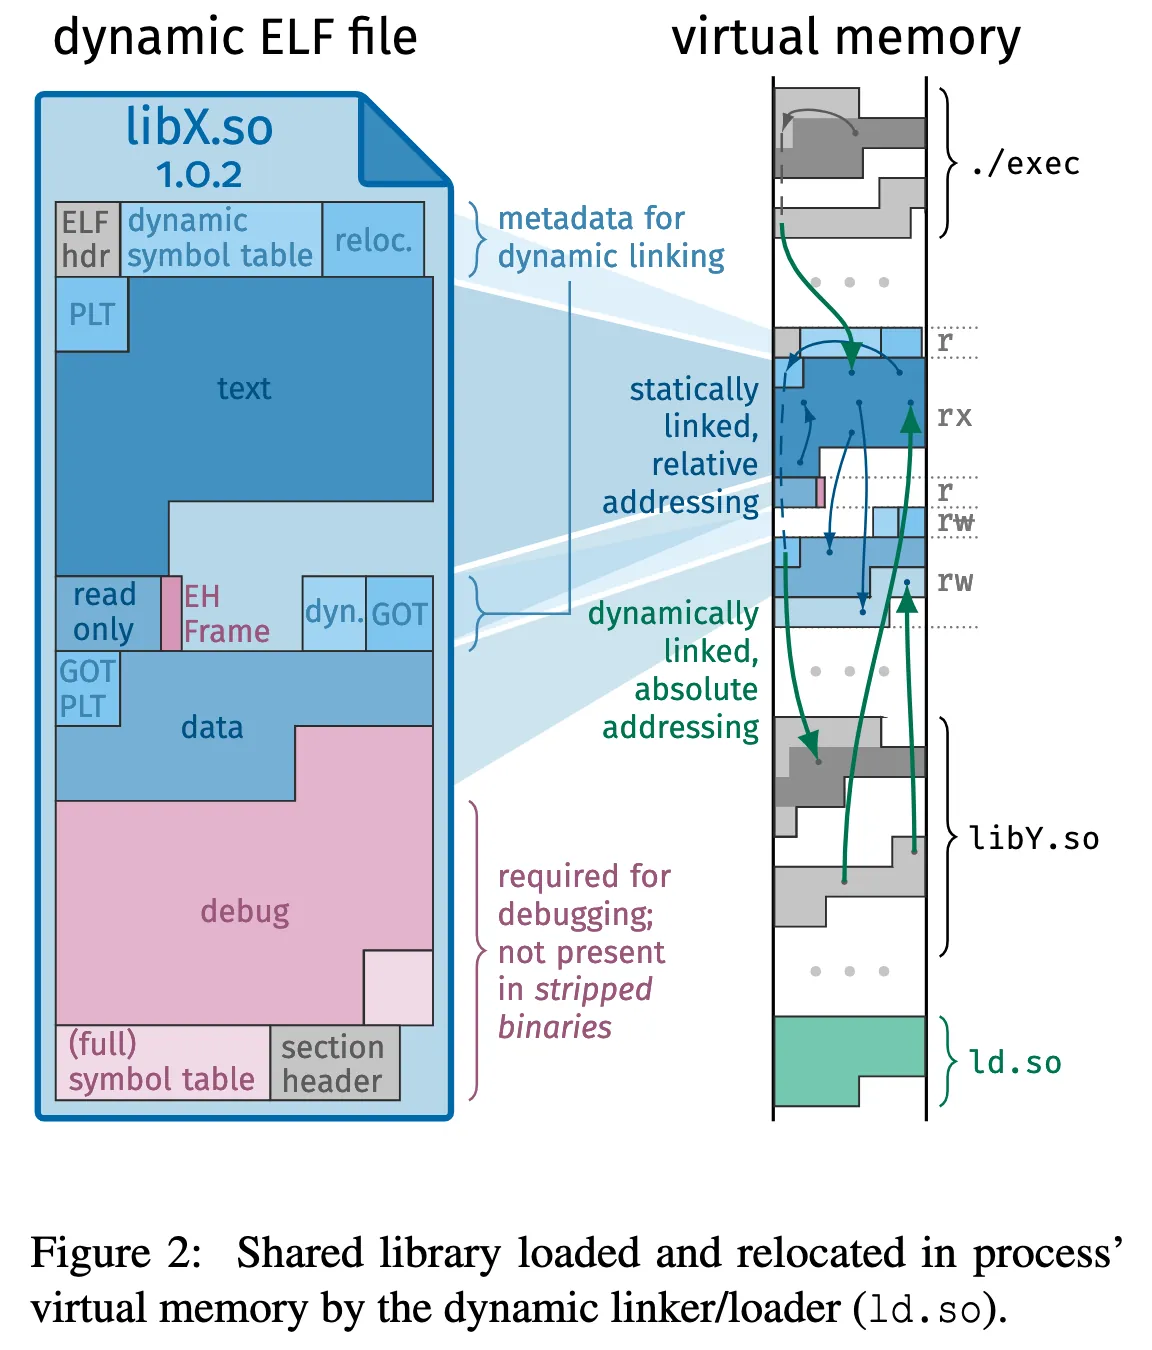 dynamic ELF file
virtual memory
libX.so
1.0.2
ELF
hdr
dynamic
symbol table
reloc.
PLT
text
read
only
EH
Frame
dyn.
GOT
GOT
PLT
data
debug
(full)
symbol table
section
header
metadata for
dynamic linking
statically
linked,
relative
addressing
dynamically
linked,
absolute
addressing
required for
debugging;
not present
in stripped
binaries
./exec
r
rx
r
rw
rw
libY.so
ld.so
Figure 2: Shared library loaded and relocated in process’
virtual memory by the dynamic linker/loader (ld.so).